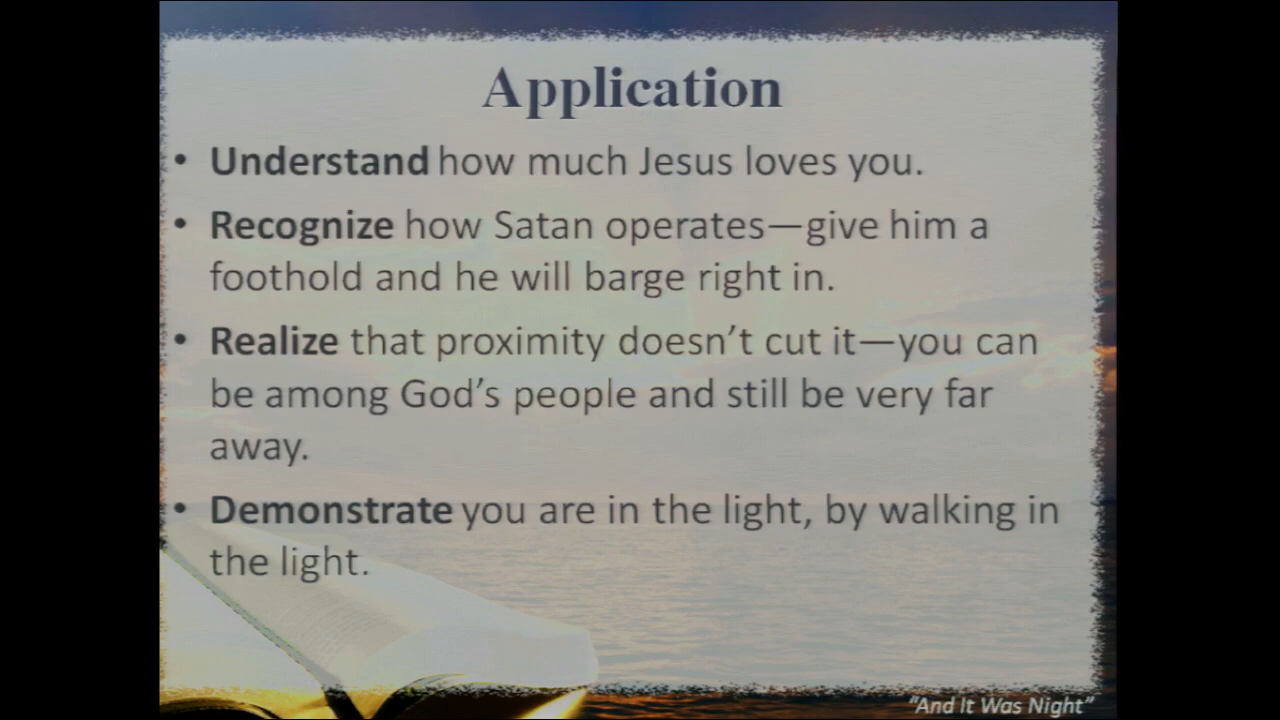 Application
• Understand how much Jesus loves you.
• Recognize how Satan operates—give him a
foothold and he will barge right in.
• Realize that proximity doesn’t cut it—you can
be among God’s people and still be very far
away.
• Demonstrate you are in the light, by walking in
the light.
“And It Was Night”